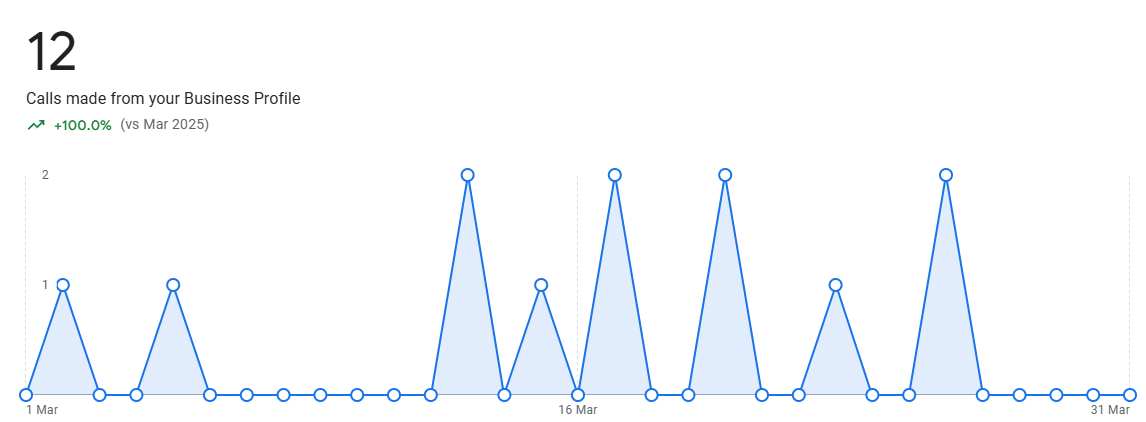 12
Calls made from your Business Profile
+100.0% (vs Mar 2025)
2
1
1 Mar 16 Mar 31 Mar